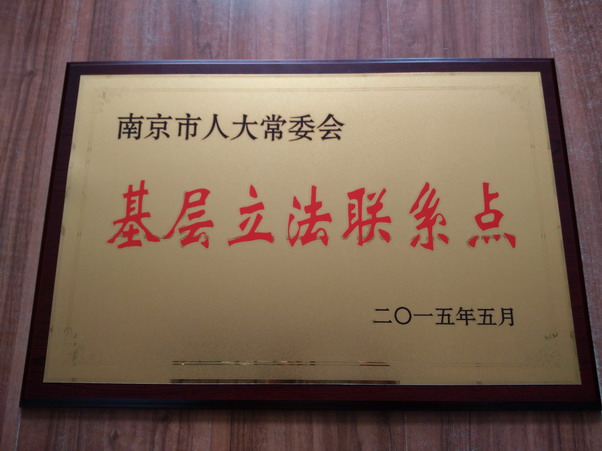 南京市人大常委会
基层立法联系点
二〇一五年五月